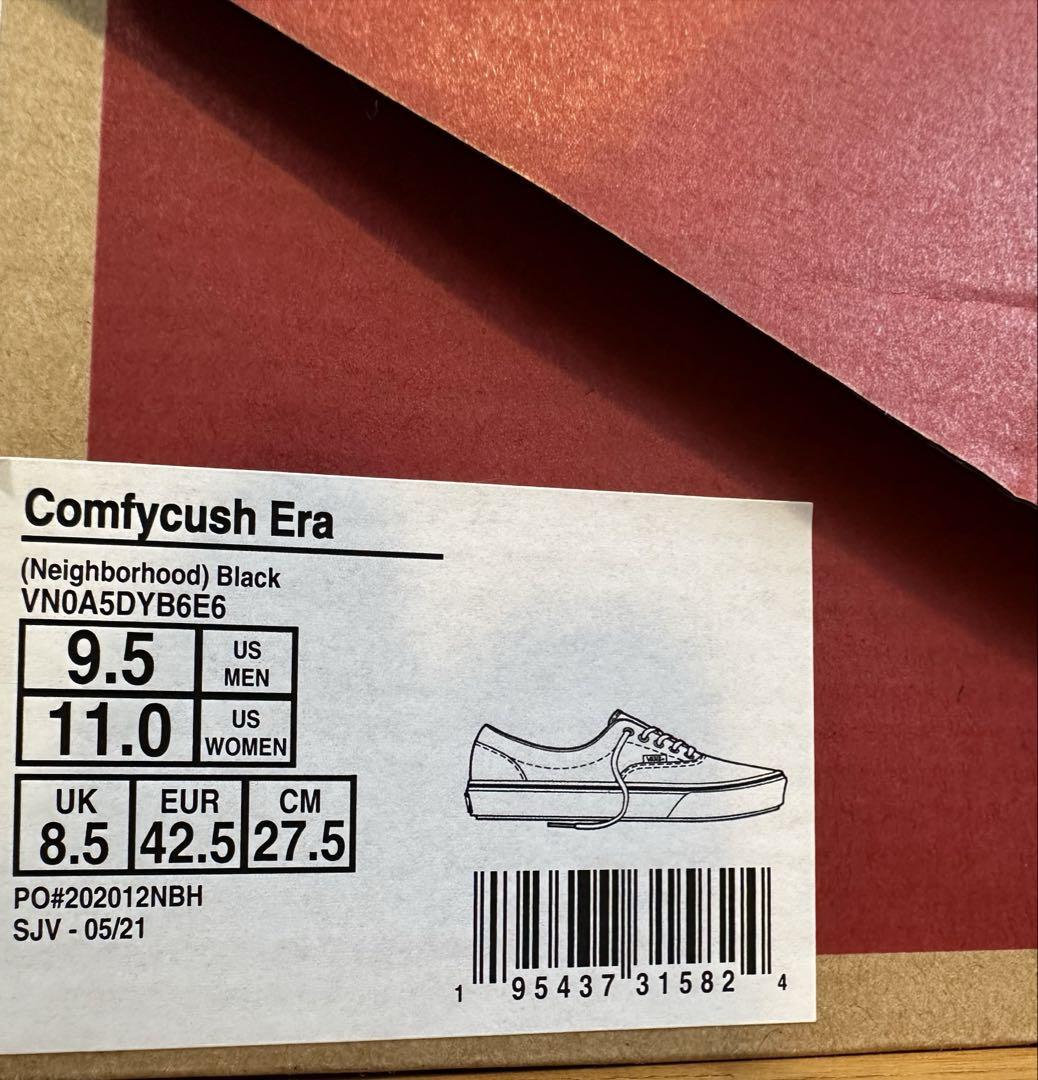 Comfycush Era
(Neighborhood) Black
VN0A5DYB6E6
9.5 US MEN
11.0 US WOMEN
UK EUR CM
8.5 42.5 27.5
PO#202012NBH
SJV - 05/21
VANS
1 95437 31582 4